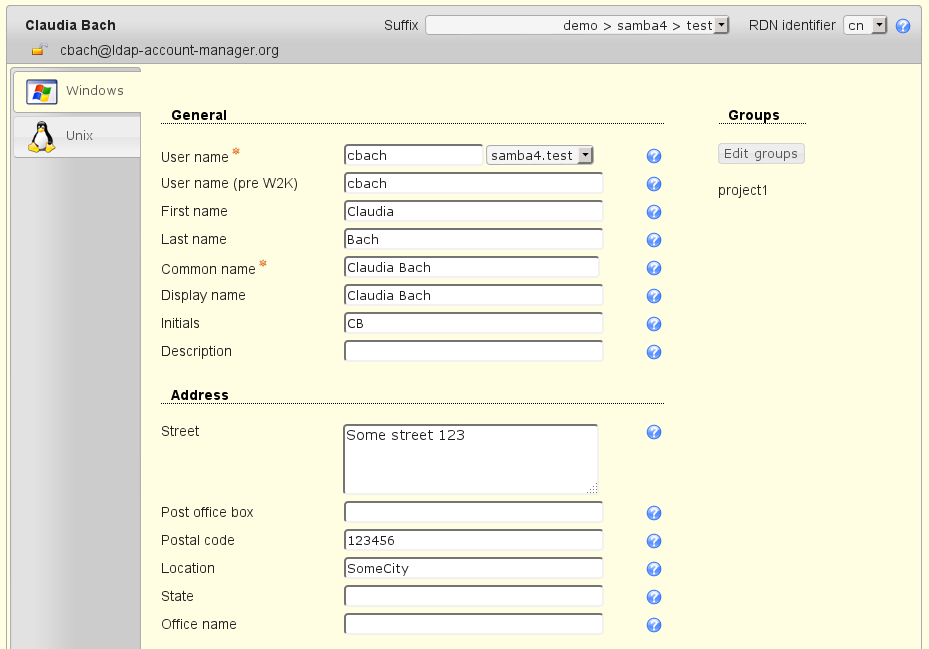 Claudia Bach
Suffix demo > samba4 > test RDN identifier cn
cbach@ldap-account-manager.org
Windows
Unix
General
User name * cbach samba4.test
User name (pre W2K) cbach
First name Claudia
Last name Bach
Common name * Claudia Bach
Display name Claudia Bach
Initials CB
Description
Address
Street Some street 123
Post office box
Postal code 123456
Location SomeCity
State
Office name
Groups
Edit groups
project1